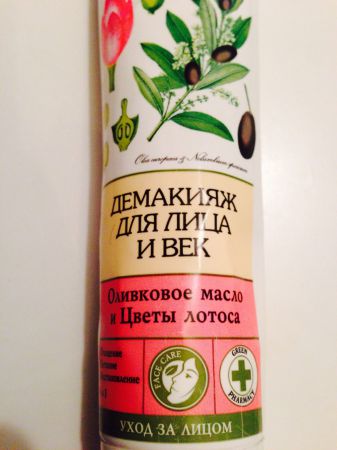 ДЕМАКИЯЖ
ДЛЯ ЛИЦА
И ВЕК
Оливковое масло
и Цветы лотоса
FACE CARE
GREEN
PHARMACY
УХОД ЗА ЛИЦОМ